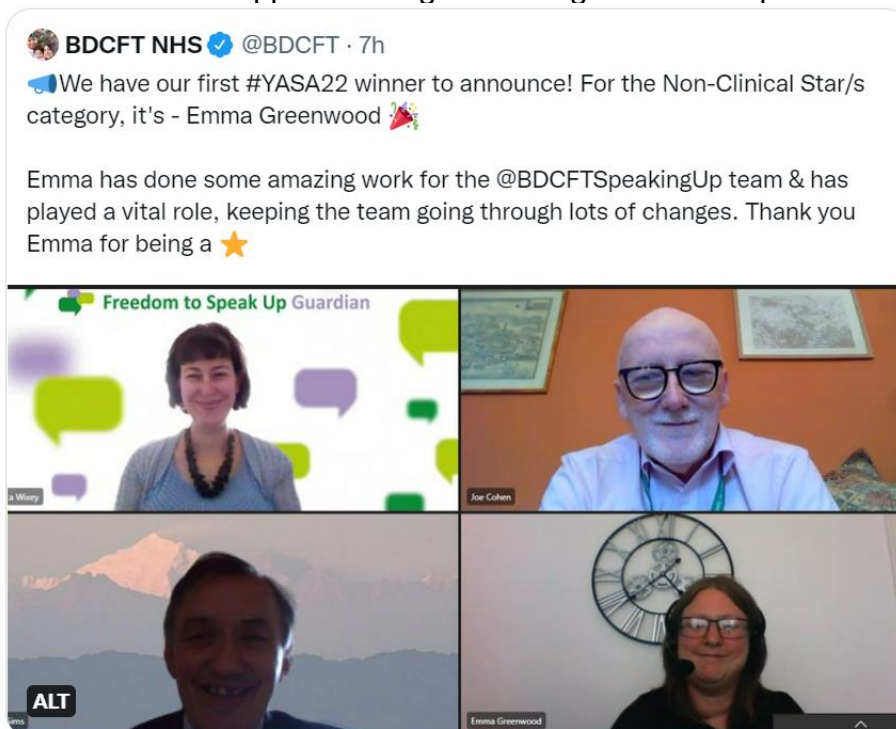 BDCFT NHS @BDCFT · 7h
📣We have our first #YASA22 winner to announce! For the Non-Clinical Star/s
category, it's - Emma Greenwood 🎉
Emma has done some amazing work for the @BDCFTSpeakingUp team & has
played a vital role, keeping the team going through lots of changes. Thank you
Emma for being a ⭐
Freedom to Speak Up Guardian
a Wixey
Joe Cohen
ALT
Sims
Emma Greenwood